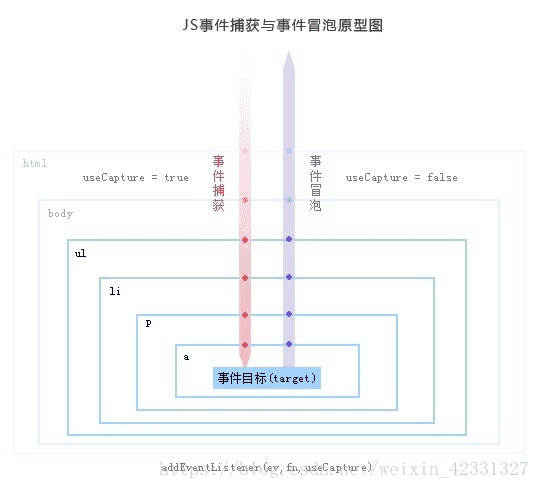 JS事件捕获与事件冒泡原型图
html
useCapture = true
事件捕获
事件冒泡
useCapture = false
body
ul
li
p
a
事件目标(target)
addEventListener(ev,fn,useCapture)
https://blog.csdn.net/weixin_42331327